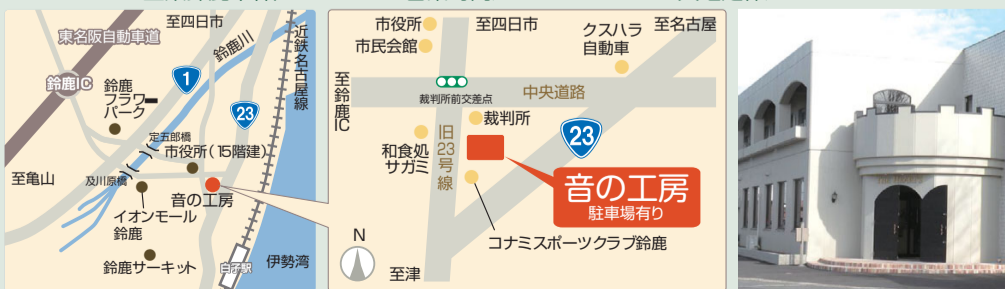 至四日市
東名阪自動車道
鈴鹿川
近鉄名古屋線
鈴鹿IC
1
鈴鹿
フラワー
パーク
23
定五郎橋
市役所(15階建)
至亀山
及川原橋
音の工房
イオンモール
鈴鹿
鈴鹿サーキット
白子駅
伊勢湾
市役所
市民会館
至四日市
クスハラ
自動車
至名古屋
至鈴鹿IC
裁判所前交差点
中央道路
裁判所
旧23号線
23
和食処
サガミ
音の工房
駐車場有り
コナミスポーツクラブ鈴鹿
N
至津